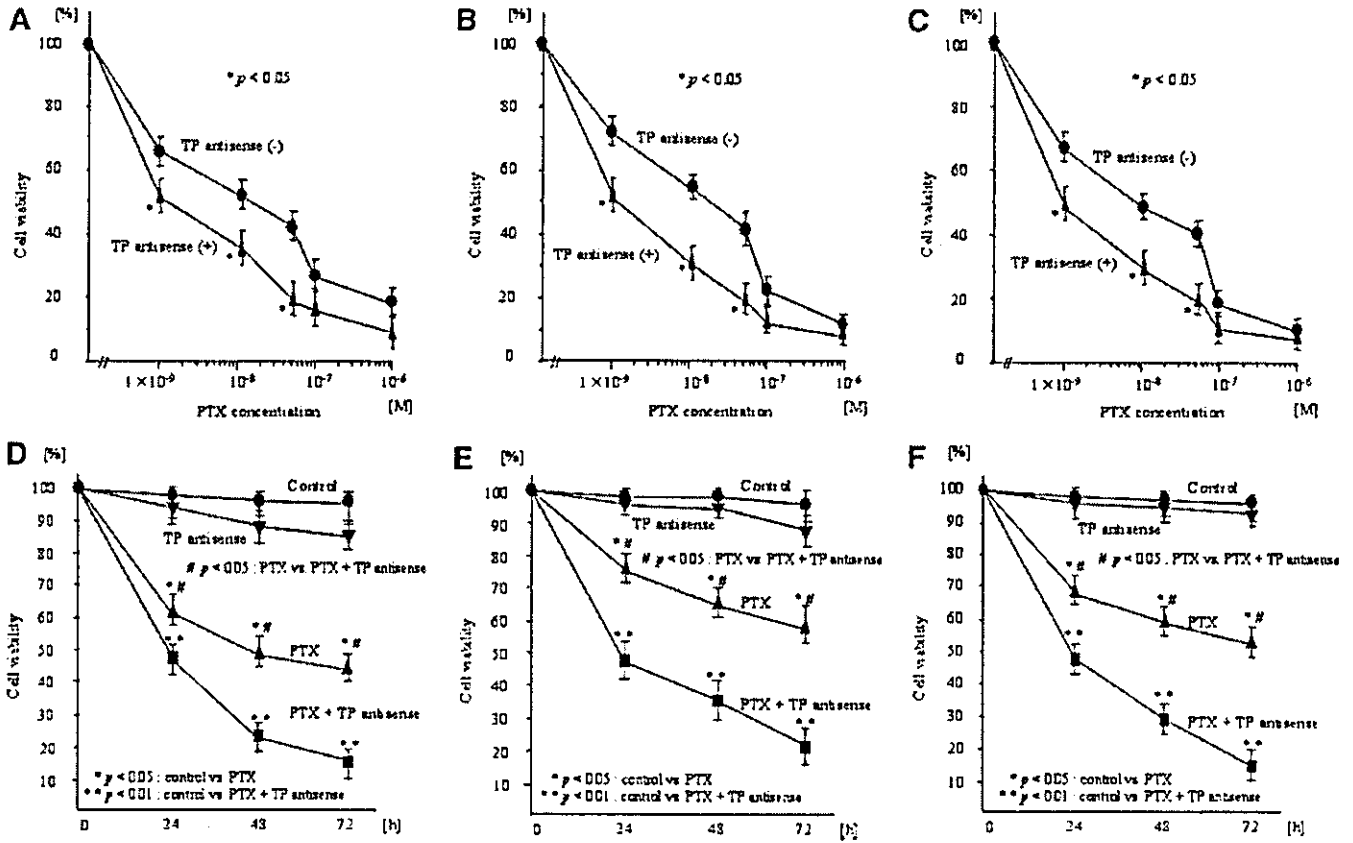 A
[%]
100
80
60
40
20
0
Cell viability
* p < 0.05
TP antisense (-)
TP antisense (+)
*
*
*
1×10-9
10-8
10-7
10-6
PTX concentration
[M]
B
[%]
100
80
60
40
20
0
Cell viability
* p < 0.05
TP antisense (-)
TP antisense (+)
*
*
*
1×10-9
10-8
10-7
10-6
PTX concentration
[M]
C
[%]
100
80
60
40
20
0
Cell viability
* p < 0.05
TP antisense (-)
TP antisense (+)
*
*
*
1×10-9
10-8
10-7
10-6
PTX concentration
[M]
D
[%]
100
90
80
70
60
50
40
30
20
10
Cell viability
Control
TP antisense
# p < 0.05 : PTX vs PTX + TP antisense
* #
* #
* #
PTX
* *
* *
* *
PTX + TP antisense
* p < 0.05 : control vs PTX
* * p < 0.01 : control vs PTX + TP antisense
0
24
48
72
[h]
E
[%]
100
90
80
70
60
50
40
30
20
10
Cell viability
Control
TP antisense
# p < 0.05 : PTX vs PTX + TP antisense
* #
* #
* #
PTX
* *
* *
* *
PTX + TP antisense
* p < 0.05 : control vs PTX
* * p < 0.01 : control vs PTX + TP antisense
0
24
48
72
[h]
F
[%]
100
90
80
70
60
50
40
30
20
10
Cell viability
Control
TP antisense
# p < 0.05 : PTX vs PTX + TP antisense
* #
* #
* #
PTX
* *
* *
* *
PTX + TP antisense
* p < 0.05 : control vs PTX
* * p < 0.01 : control vs PTX + TP antisense
0
24
48
72
[h]